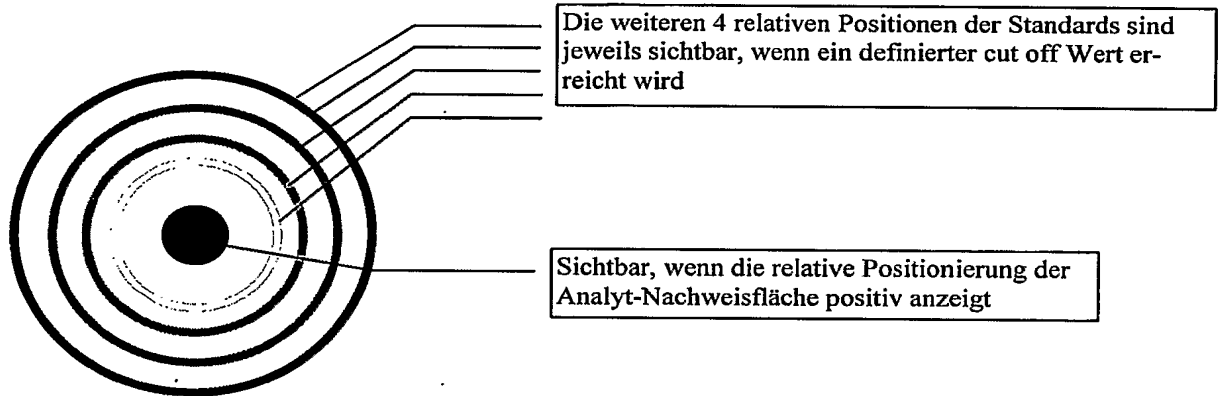 Die weiteren 4 relativen Positionen der Standards sind
jeweils sichtbar, wenn ein definierter cut off Wert er-
reicht wird
Sichtbar, wenn die relative Positionierung der
Analyt-Nachweisfläche positiv anzeigt